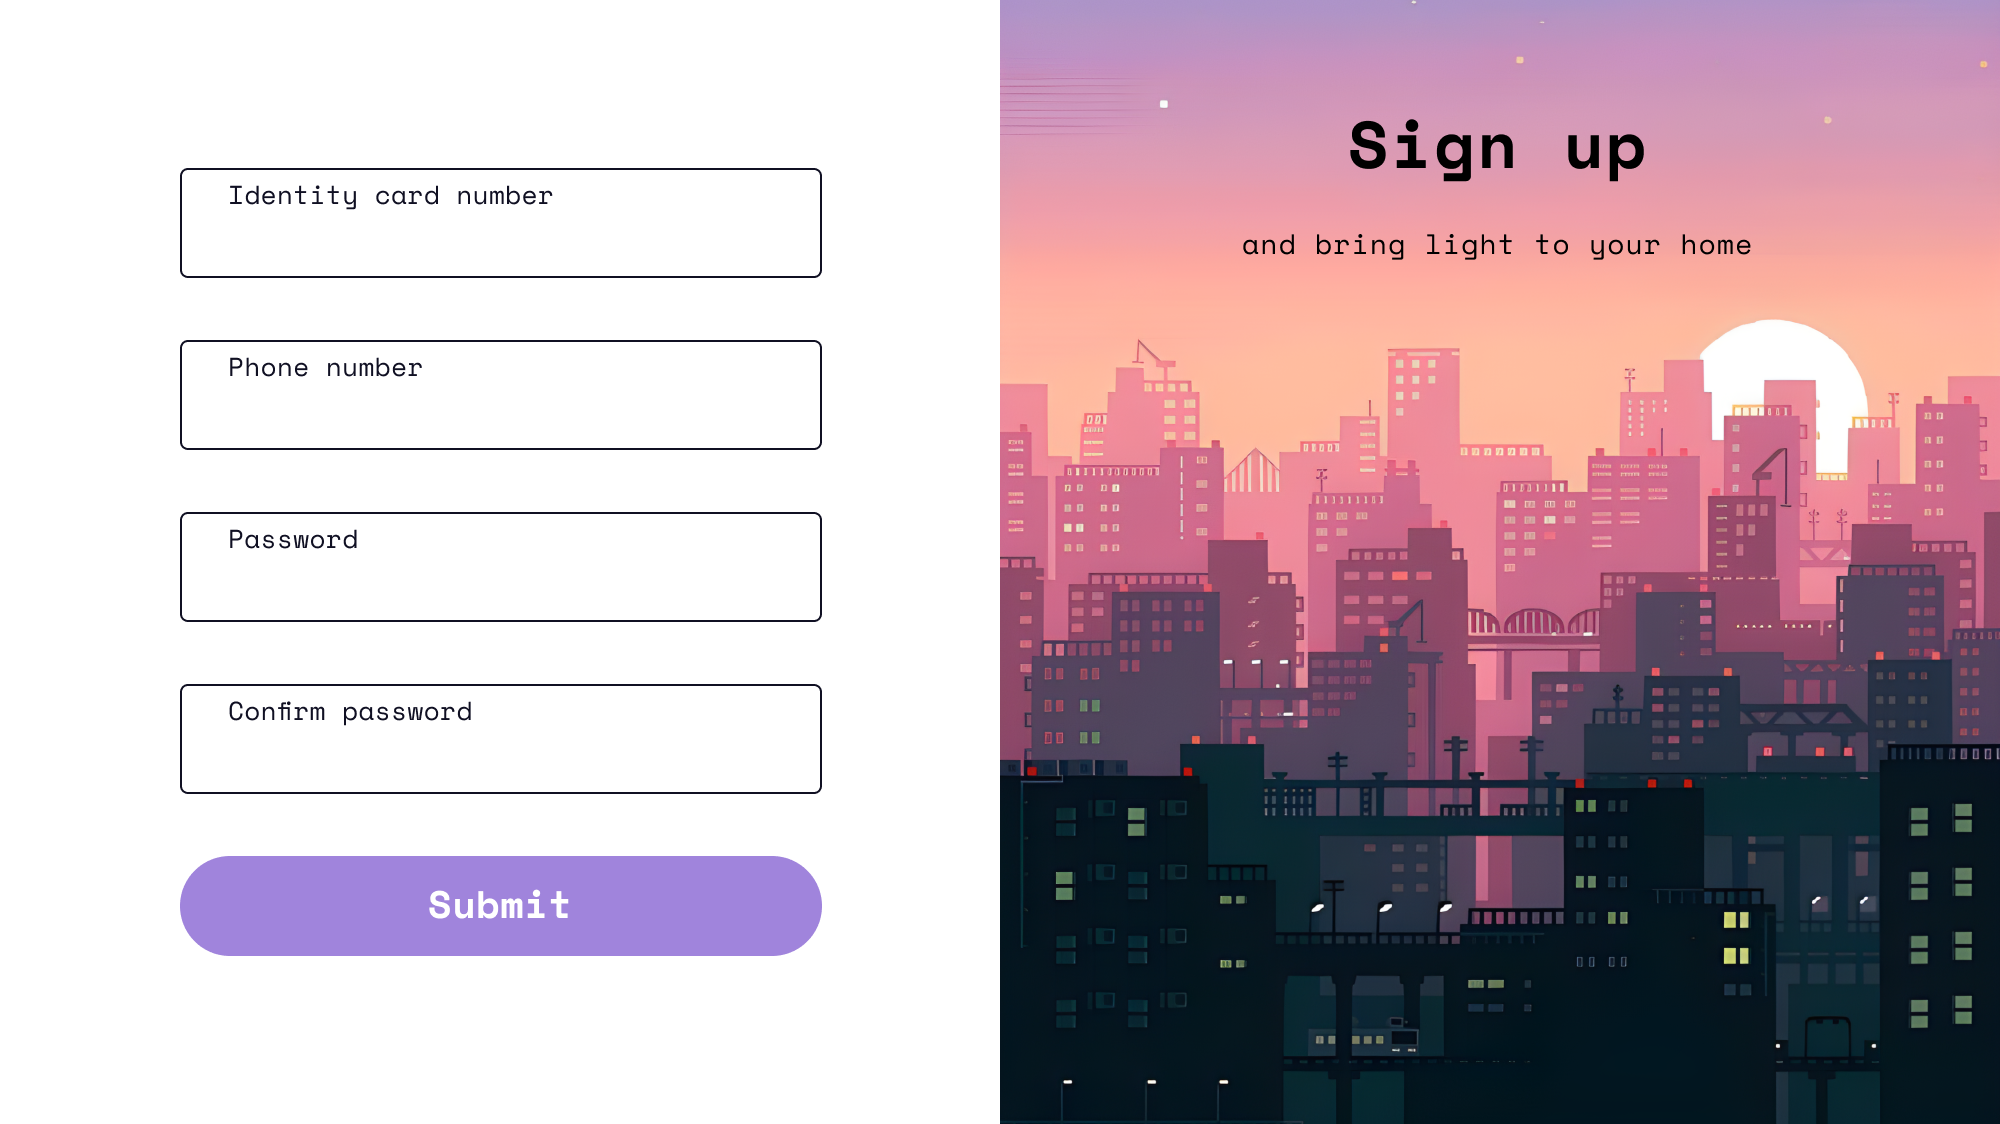 Identity card number
Phone number
Password
Confirm password
Submit
Sign up
and bring light to your home